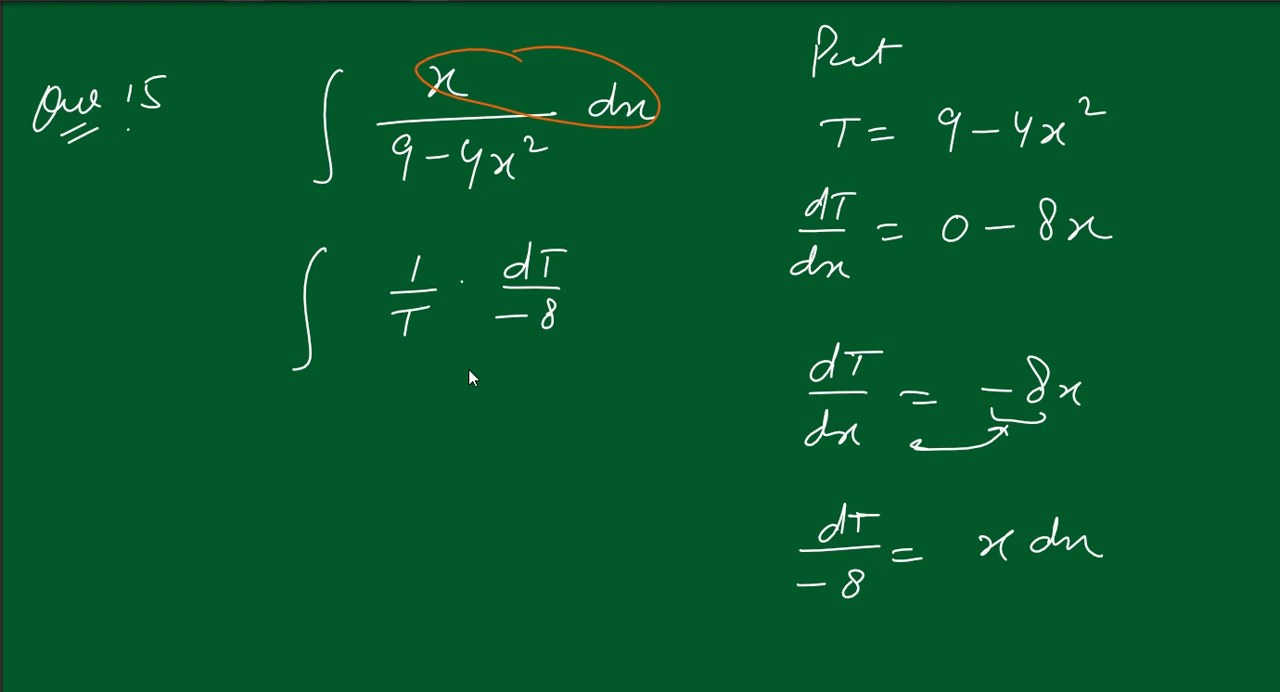 Que 15
∫ x / (9 - 4x²) dx
∫ 1/T · dT/-8
Put
T = 9 - 4x²
dT/dx = 0 - 8x
dT/dx = -8x
dT/-8 = x dx